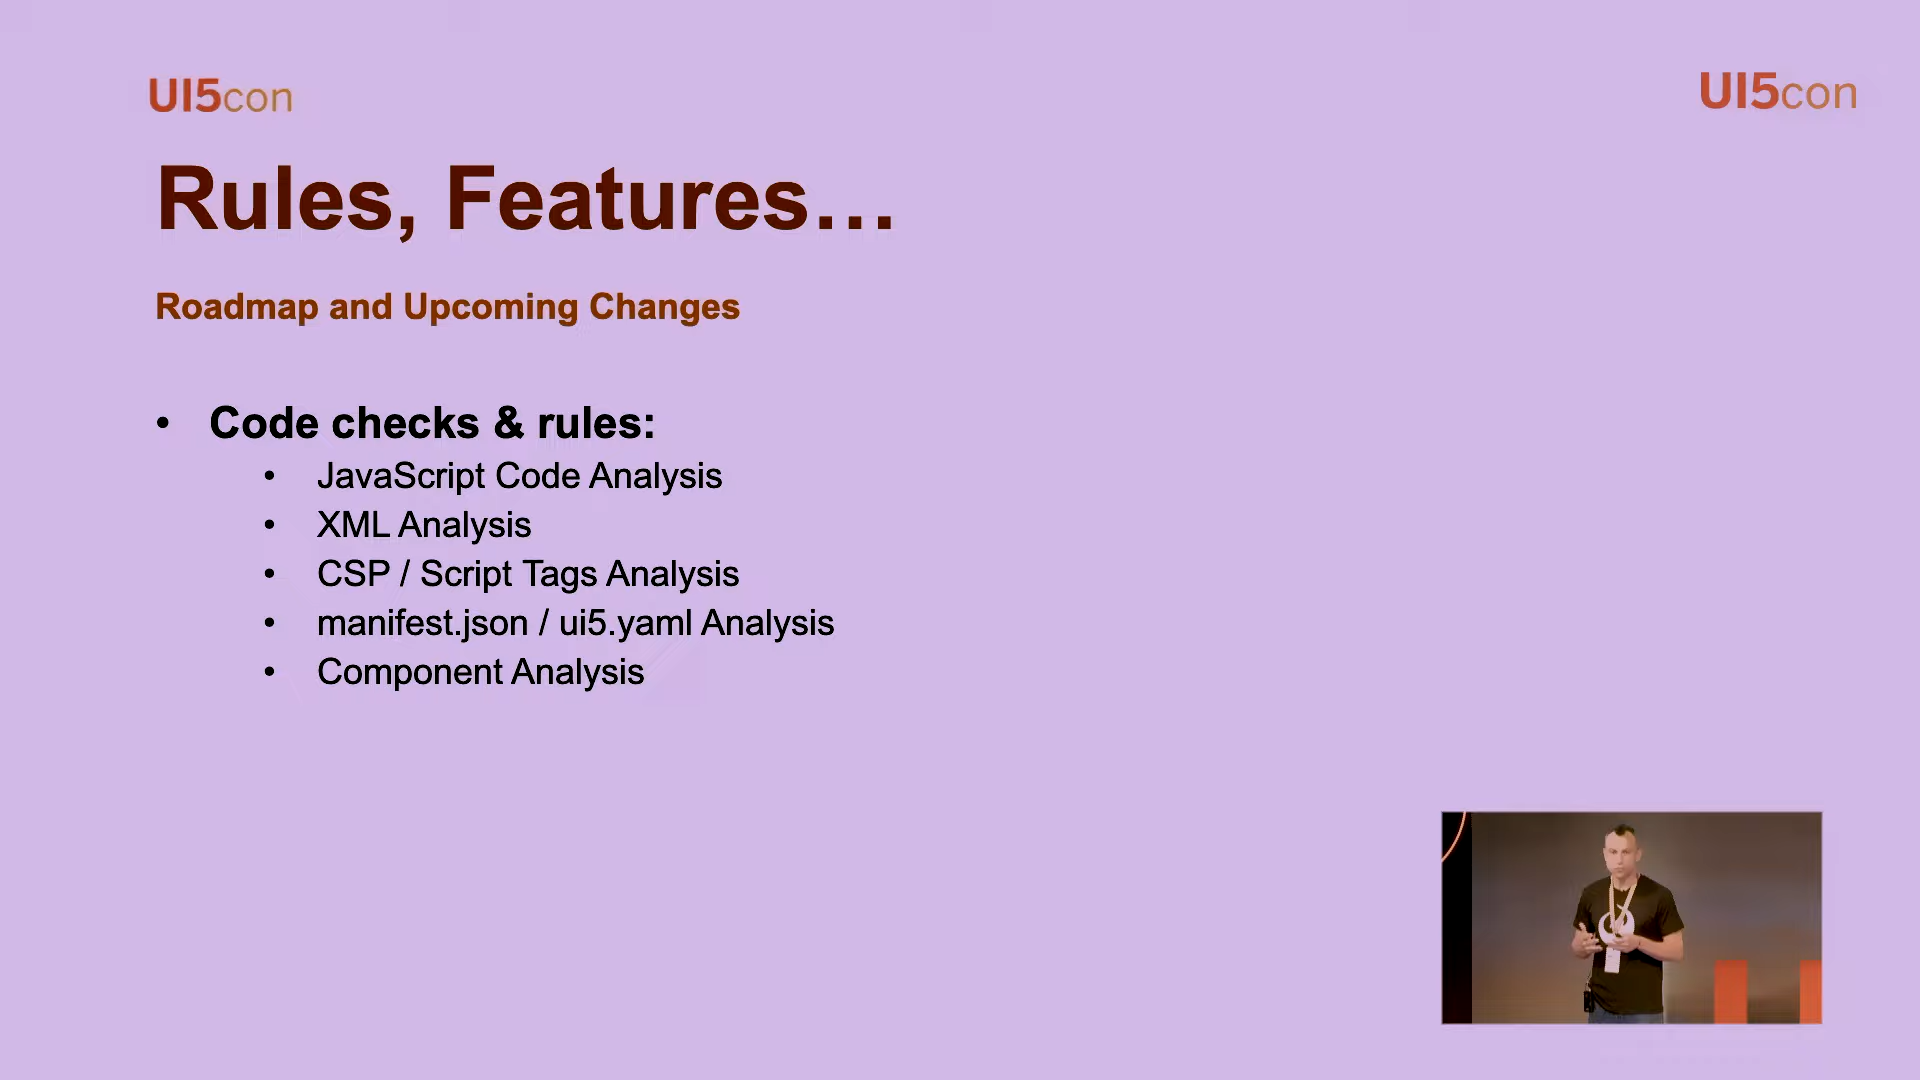 UI5con
UI5con
Rules, Features…
Roadmap and Upcoming Changes
• Code checks & rules:
• JavaScript Code Analysis
• XML Analysis
• CSP / Script Tags Analysis
• manifest.json / ui5.yaml Analysis
• Component Analysis